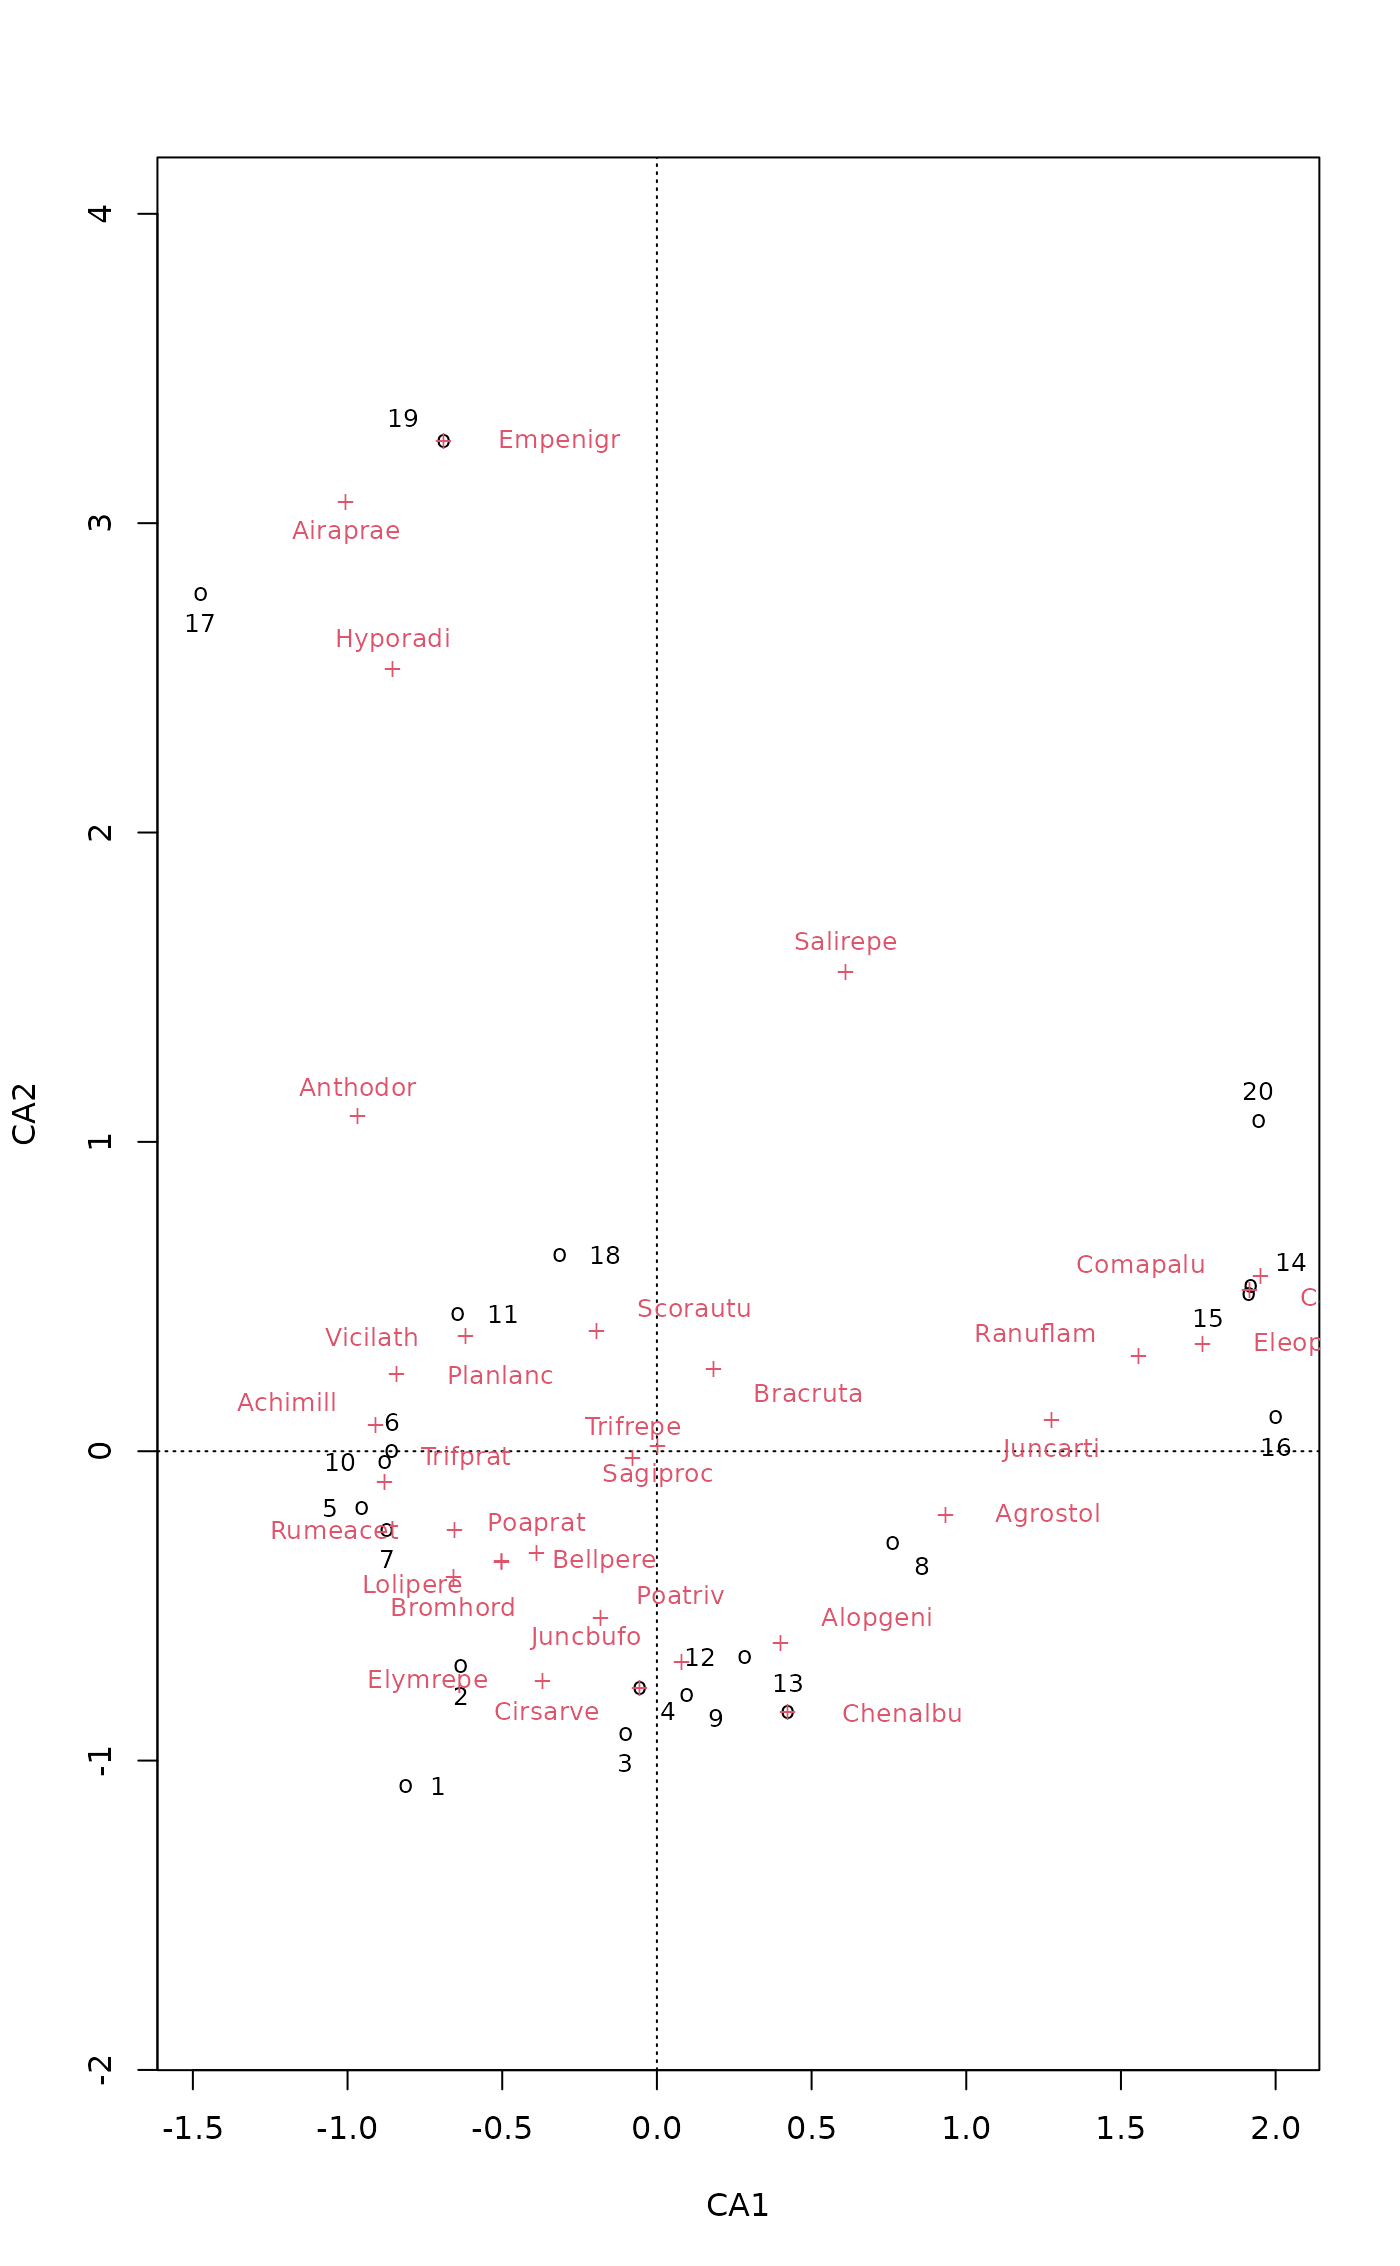 4
19
Empenigr
3
Airaprae
17
Hyporadi
2
Salirepe
CA2
Anthodor
20
1
18
Comapalu
14
C
11
Scorautu
15
Vicilath
Ranuflam
Eleop
Planlanc
Achimill
Bracruta
6
Trifrepe
0
10
Trifprat
Sagiproc
Juncarti
16
5
Rumeacet
Poaprat
Agrostol
7
Bellpere
8
Lolipere
Poatriv
Bromhord
Alopgeni
Juncbufo
12
Elymrepe
2
13
Cirsarve
4
9
Chenalbu
-1
3
1
-2
-1.5 -1.0 -0.5 0.0 0.5 1.0 1.5 2.0
CA1